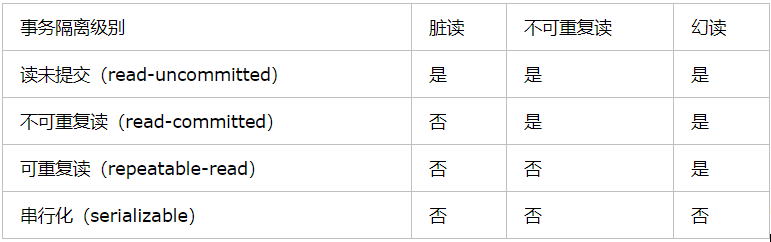 事务隔离级别 脏读 不可重复读 幻读
读未提交（read-uncommitted） 是 是 是
不可重复读（read-committed） 否 是 是
可重复读（repeatable-read） 否 否 是
串行化（serializable） 否 否 否